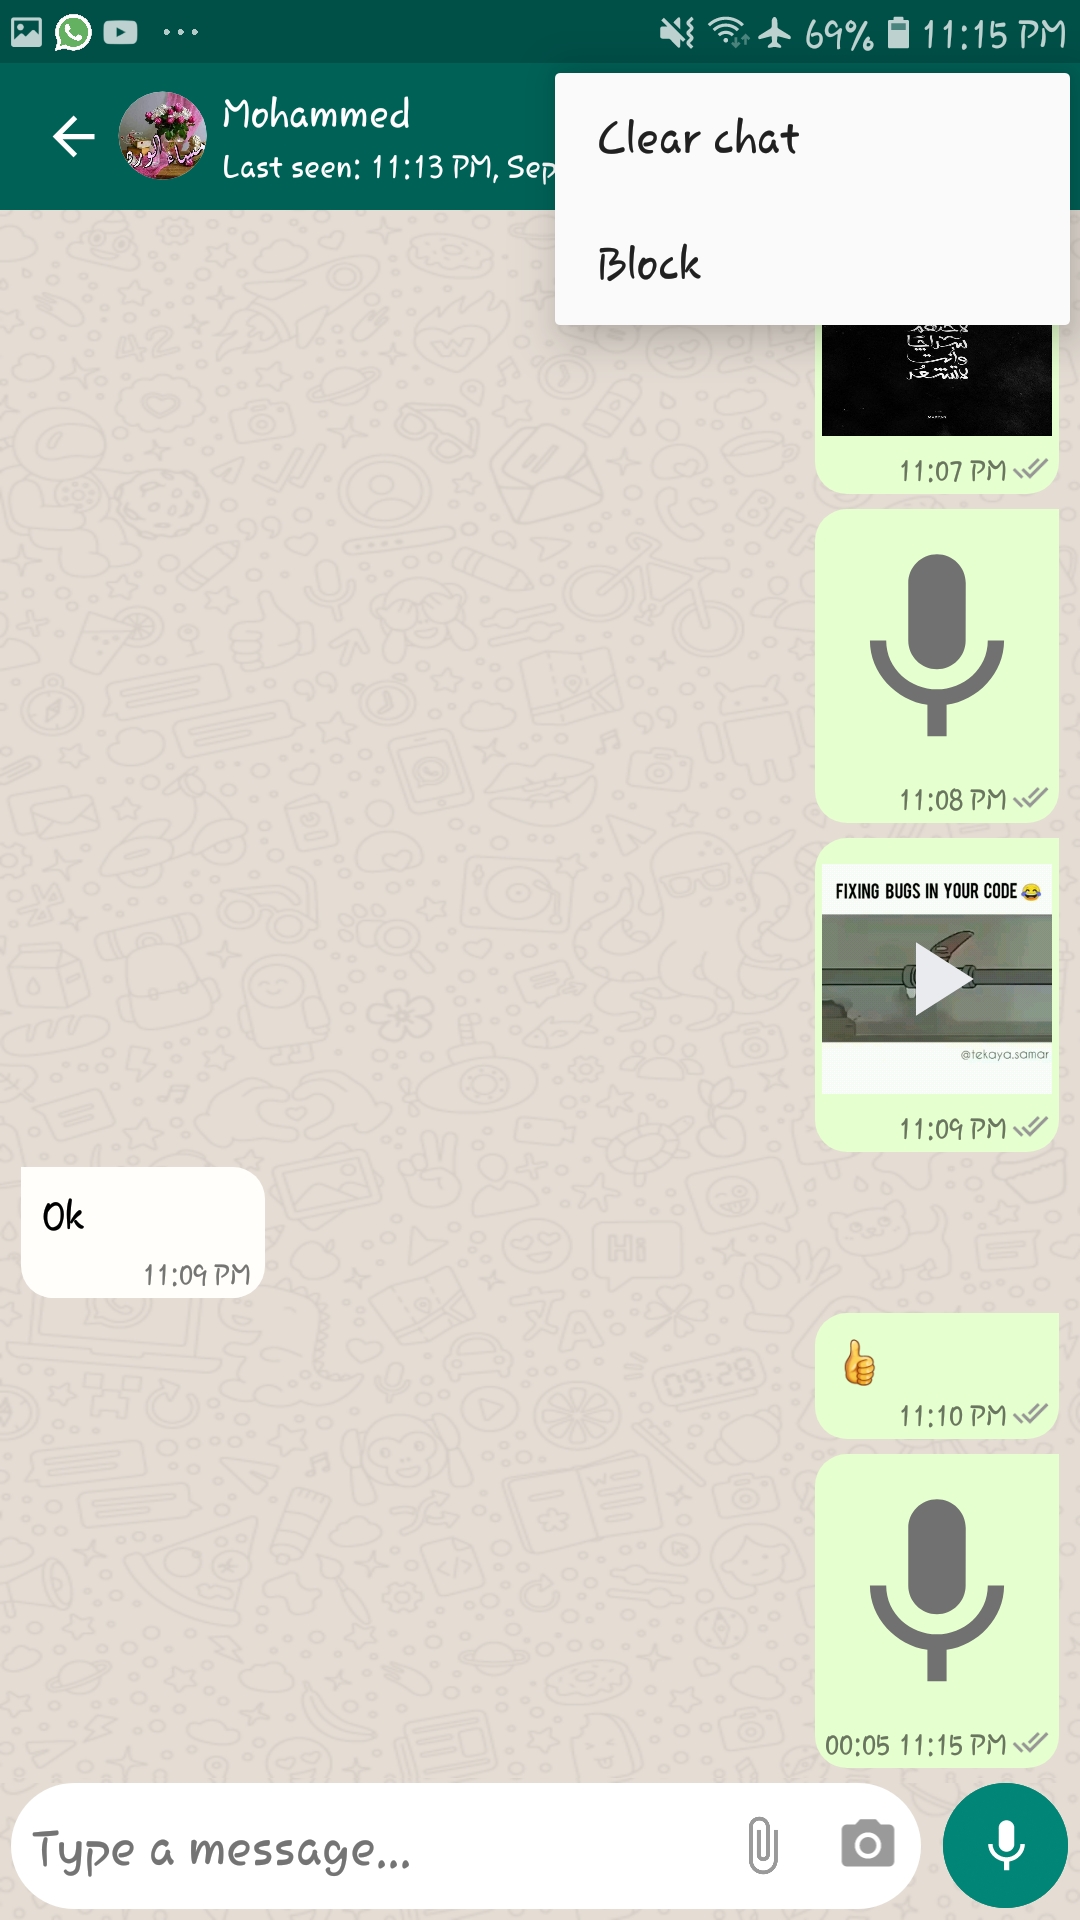 69% 11:15 PM
Mohammed
Last seen: 11:13 PM, Sep
Clear chat
Block
11:07 PM
11:08 PM
FIXING BUGS IN YOUR CODE 😂
@tekaya.samar
11:09 PM
Ok
11:09 PM
👍
11:10 PM
00:05 11:15 PM
Type a message...